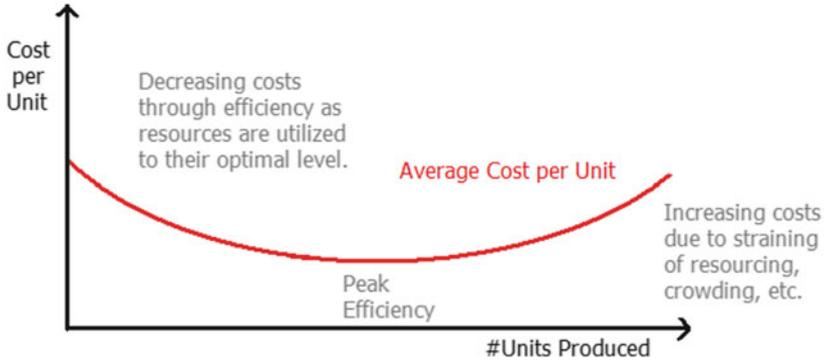 Cost
per
Unit
Decreasing costs
through efficiency as
resources are utilized
to their optimal level.
Average Cost per Unit
Increasing costs
due to straining
of resourcing,
crowding, etc.
Peak
Efficiency
#Units Produced